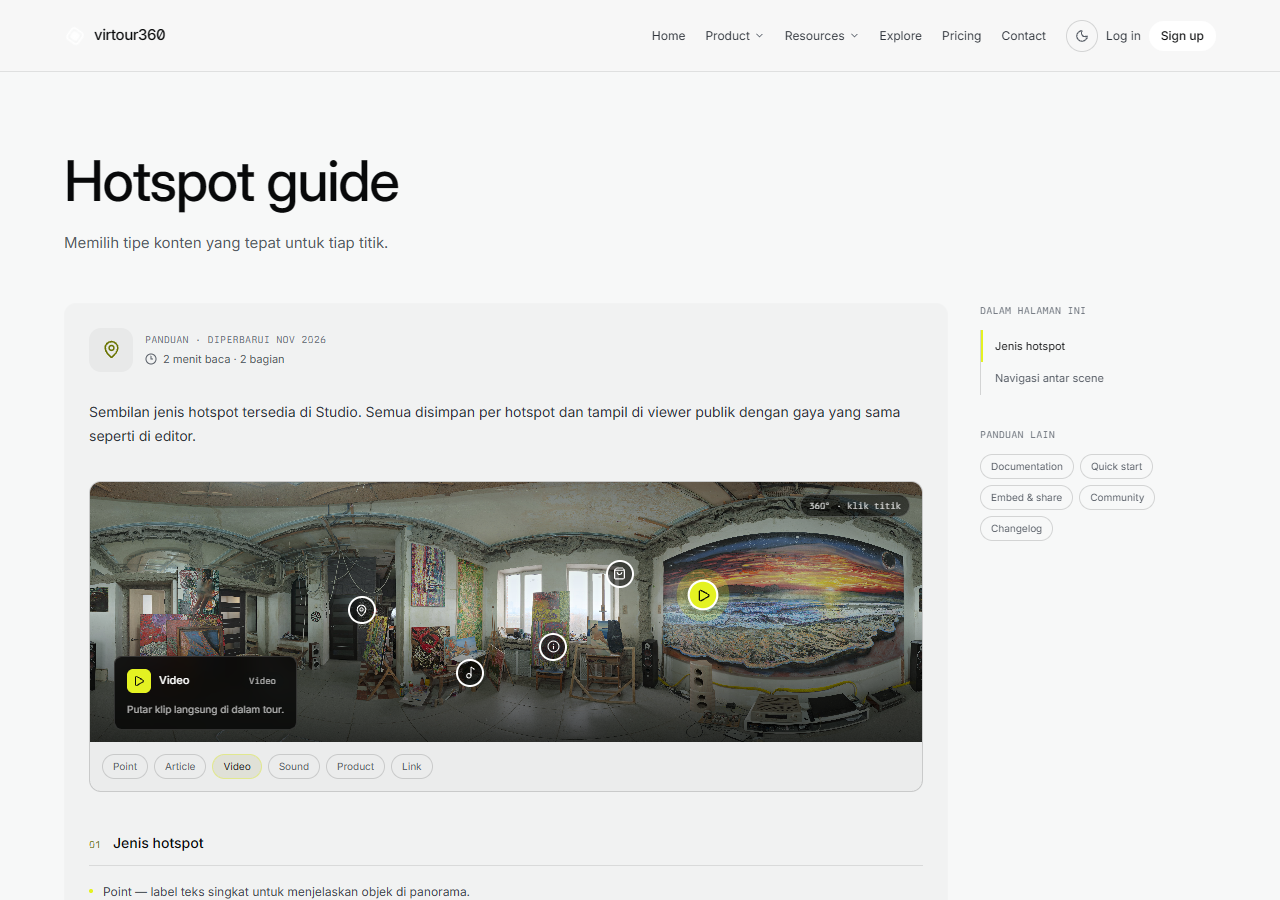 virtour360
Home Product Resources Explore Pricing Contact Log in Sign up
Hotspot guide
Memilih tipe konten yang tepat untuk tiap titik.
PANDUAN · DIPERBARUI NOV 2026
2 menit baca · 2 bagian
Sembilan jenis hotspot tersedia di Studio. Semua disimpan per hotspot dan tampil di viewer publik dengan gaya yang sama
seperti di editor.
360° · klik titik
Video Video
Putar klip langsung di dalam tour.
Point Article Video Sound Product Link
01 Jenis hotspot
Point — label teks singkat untuk menjelaskan objek di panorama.
DALAM HALAMAN INI
Jenis hotspot
Navigasi antar scene
PANDUAN LAIN
Documentation Quick start
Embed & share Community
Changelog